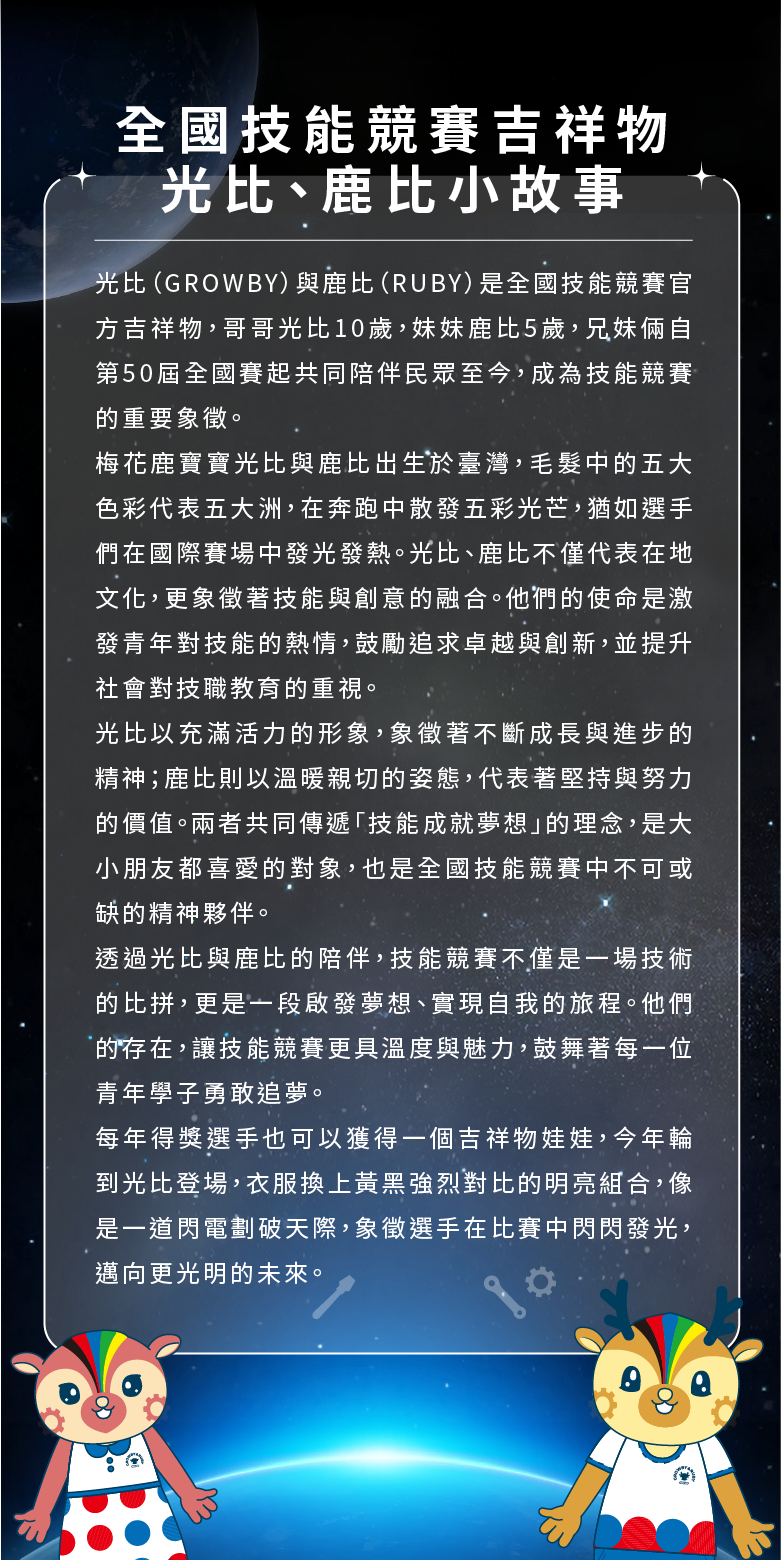 全國技能競賽吉祥物
光比、鹿比小故事
光比（GROWBY）與鹿比（RUBY）是全國技能競賽官
方吉祥物，哥哥光比10歲，妹妹鹿比5歲，兄妹倆自
第50屆全國賽起共同陪伴民眾至今，成為技能競賽
的重要象徵。
梅花鹿寶寶光比與鹿比出生於臺灣，毛髮中的五大
色彩代表五大洲，在奔跑中散發五彩光芒，猶如選手
們在國際賽場中發光發熱。光比、鹿比不僅代表在地
文化，更象徵著技能與創意的融合。他們的使命是激
發青年對技能的熱情，鼓勵追求卓越與創新，並提升
社會對技職教育的重視。
光比以充滿活力的形象，象徵著不斷成長與進步的
精神；鹿比則以溫暖親切的姿態，代表著堅持與努力
的價值。兩者共同傳遞「技能成就夢想」的理念，是大
小朋友都喜愛的對象，也是全國技能競賽中不可或
缺的精神夥伴。
透過光比與鹿比的陪伴，技能競賽不僅是一場技術
的比拼，更是一段啟發夢想、實現自我的旅程。他們
的存在，讓技能競賽更具溫度與魅力，鼓舞著每一位
青年學子勇敢追夢。
每年得獎選手也可以獲得一個吉祥物娃娃，今年輪
到光比登場，衣服換上黃黑強烈對比的明亮組合，像
是一道閃電劃破天際，象徵選手在比賽中閃閃發光，
邁向更光明的未來。